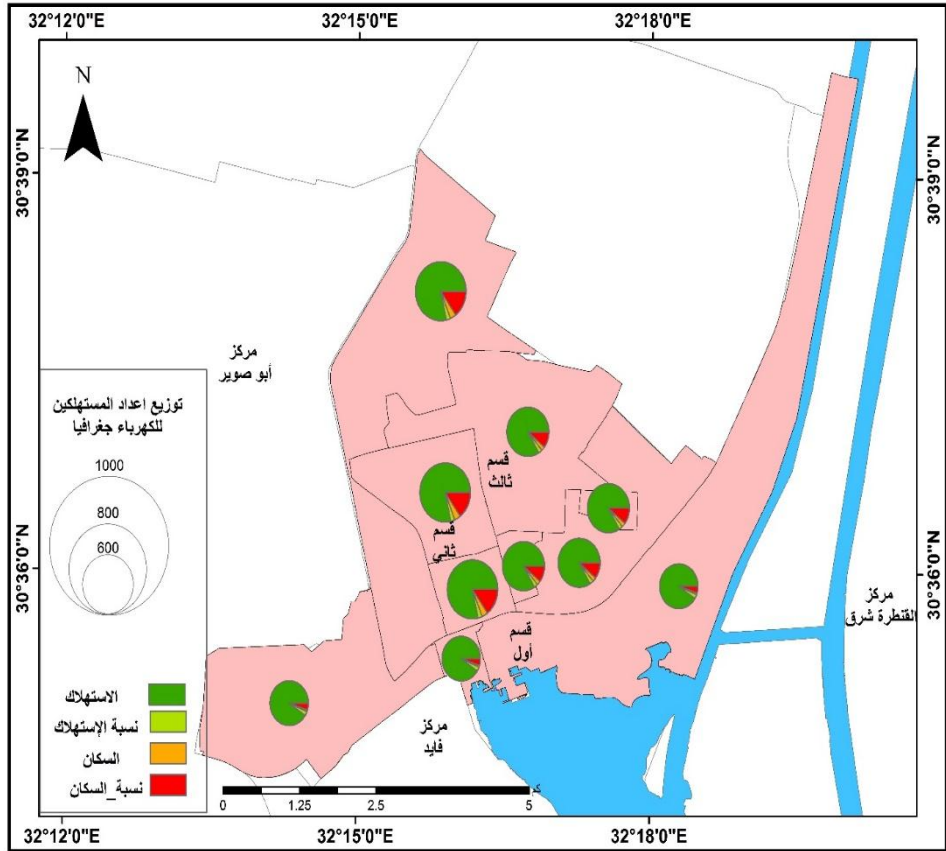 32°12'0"E
32°15'0"E
32°18'0"E
N
30°39'0"N
30°39'0"N
مركز
أبو صوير
قسم
ثالث
قسم
ثاني
30°36'0"N
30°36'0"N
مركز
القنطرة شرق
قسم
أول
مركز
فايد
توزيع اعداد المستهلكين
للكهرباء جغرافيا
1000
800
600
الاستهلاك
نسبة الإستهلاك
السكان
نسبة_السكان
كم
0
1.25
2.5
5
32°12'0"E
32°15'0"E
32°18'0"E